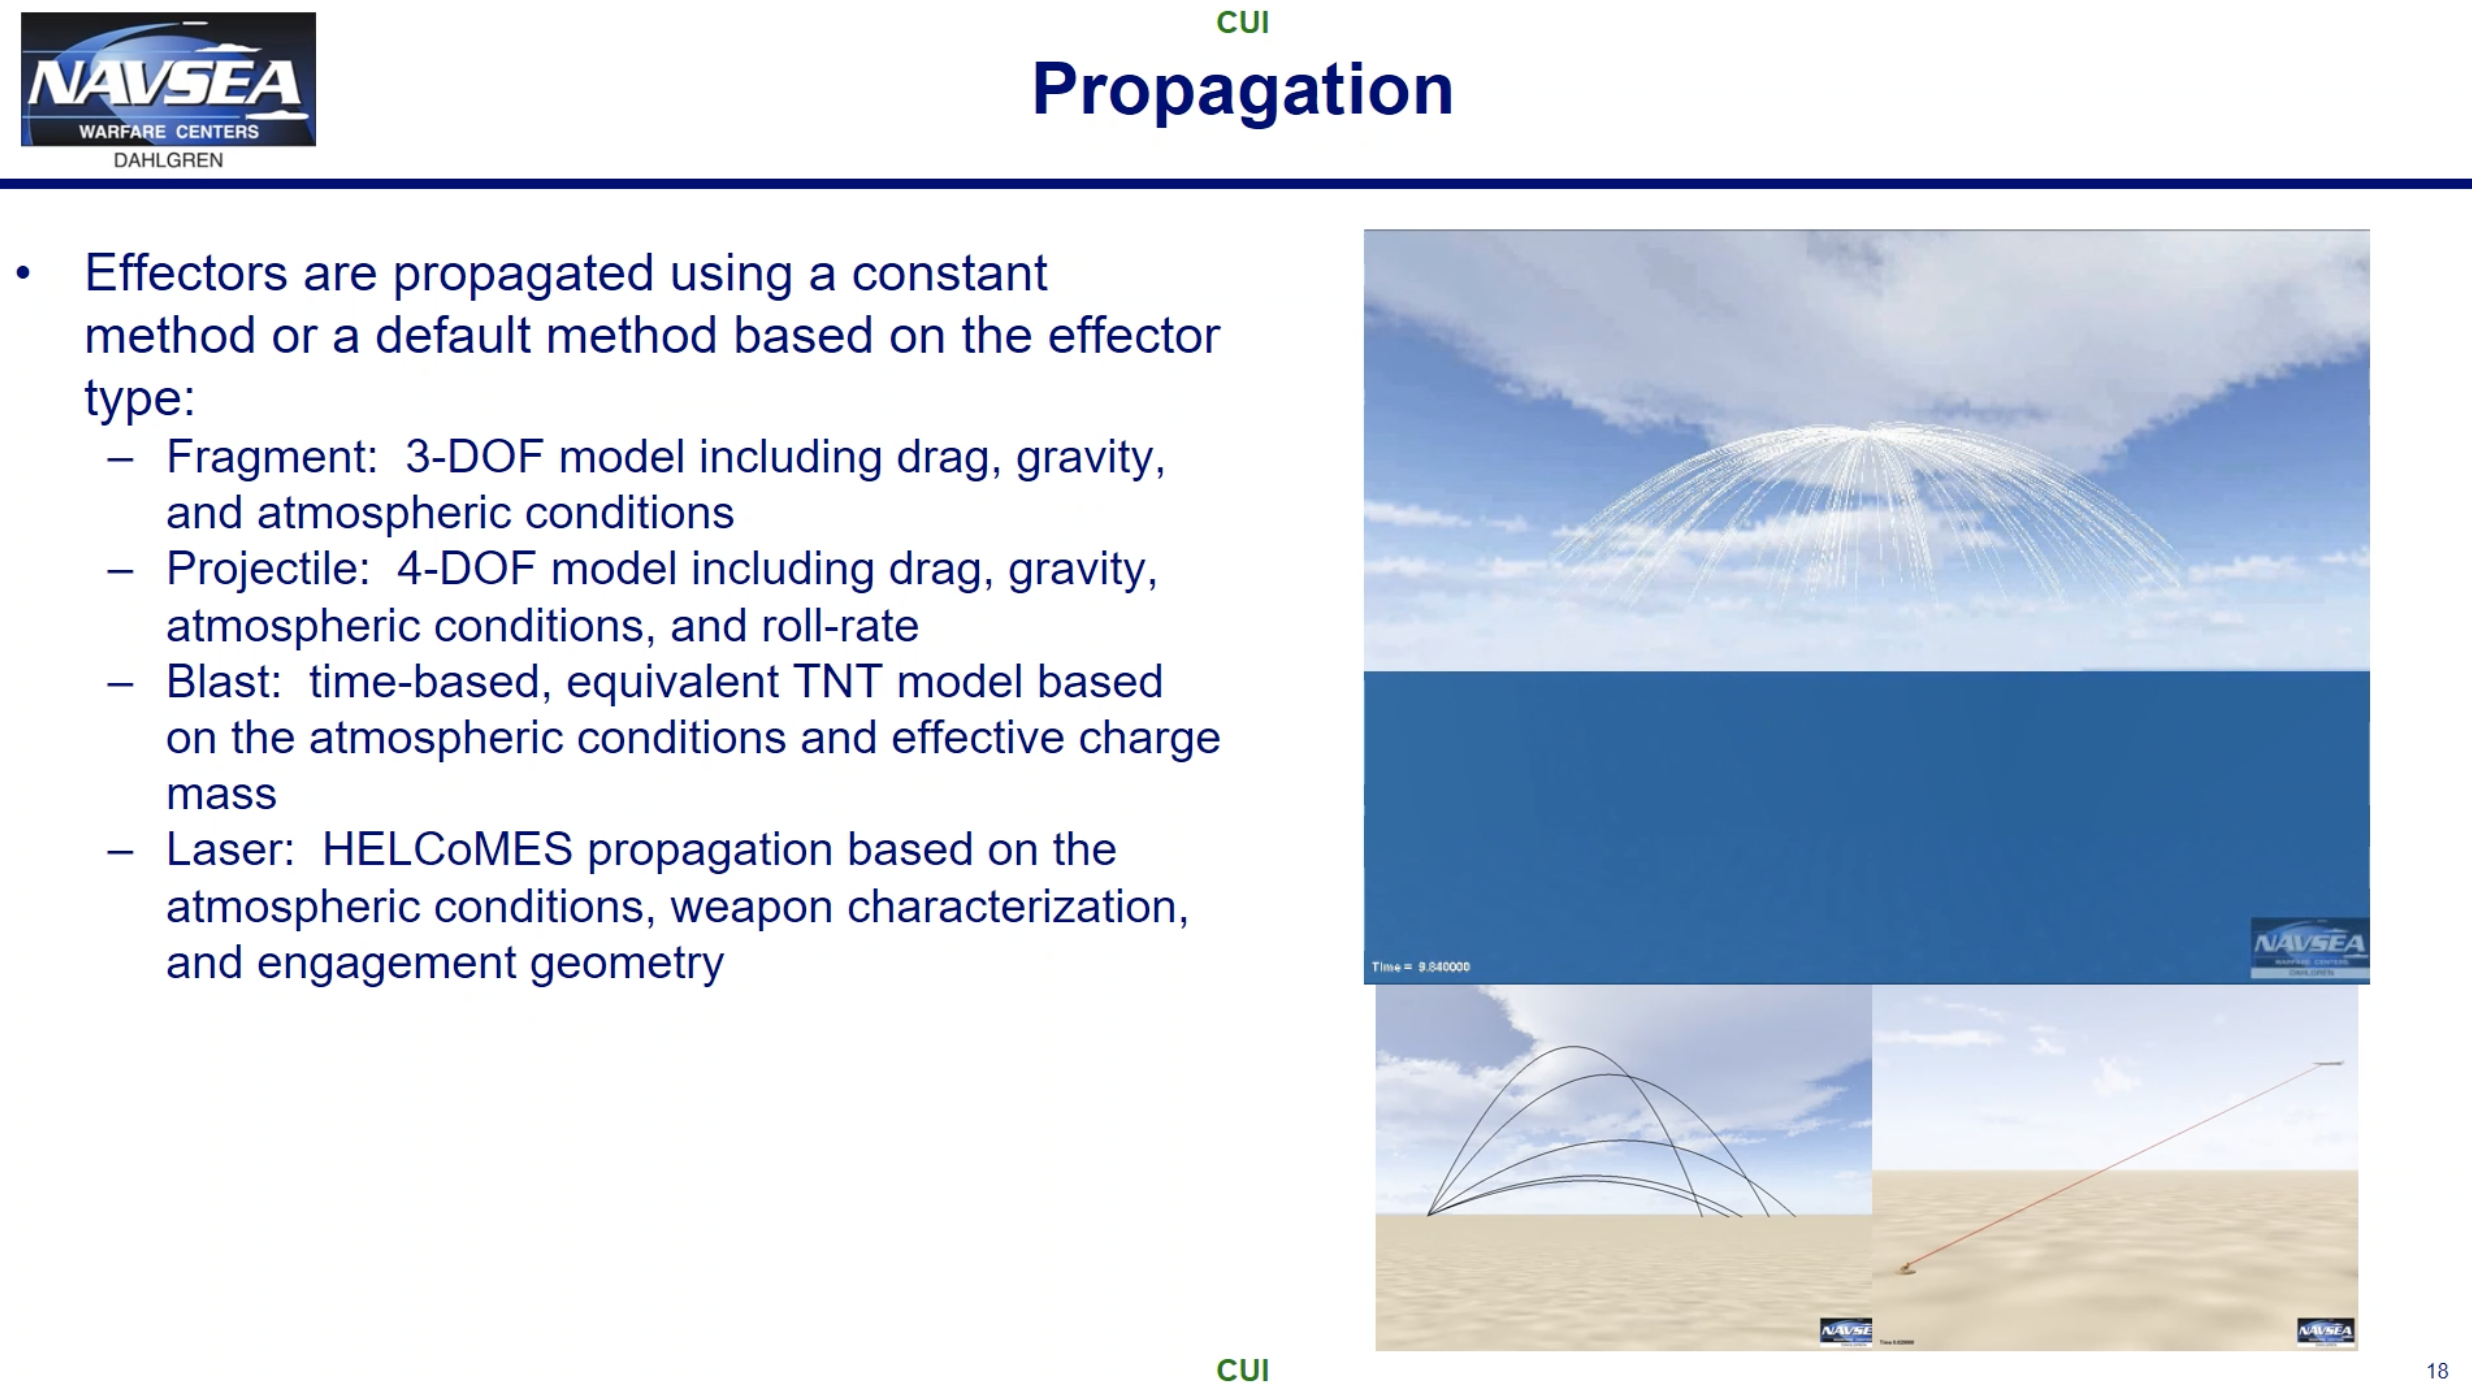 CUI
NAVSEA
WARFARE CENTERS
DAHLGREN
Propagation
• Effectors are propagated using a constant
method or a default method based on the effector
type:
– Fragment: 3-DOF model including drag, gravity,
and atmospheric conditions
– Projectile: 4-DOF model including drag, gravity,
atmospheric conditions, and roll-rate
– Blast: time-based, equivalent TNT model based
on the atmospheric conditions and effective charge
mass
– Laser: HELCoMES propagation based on the
atmospheric conditions, weapon characterization,
and engagement geometry
Time = 9.840000
NAVSEA
WARFARE CENTERS
DAHLGREN
NAVSE
NAVSEA
CUI
18